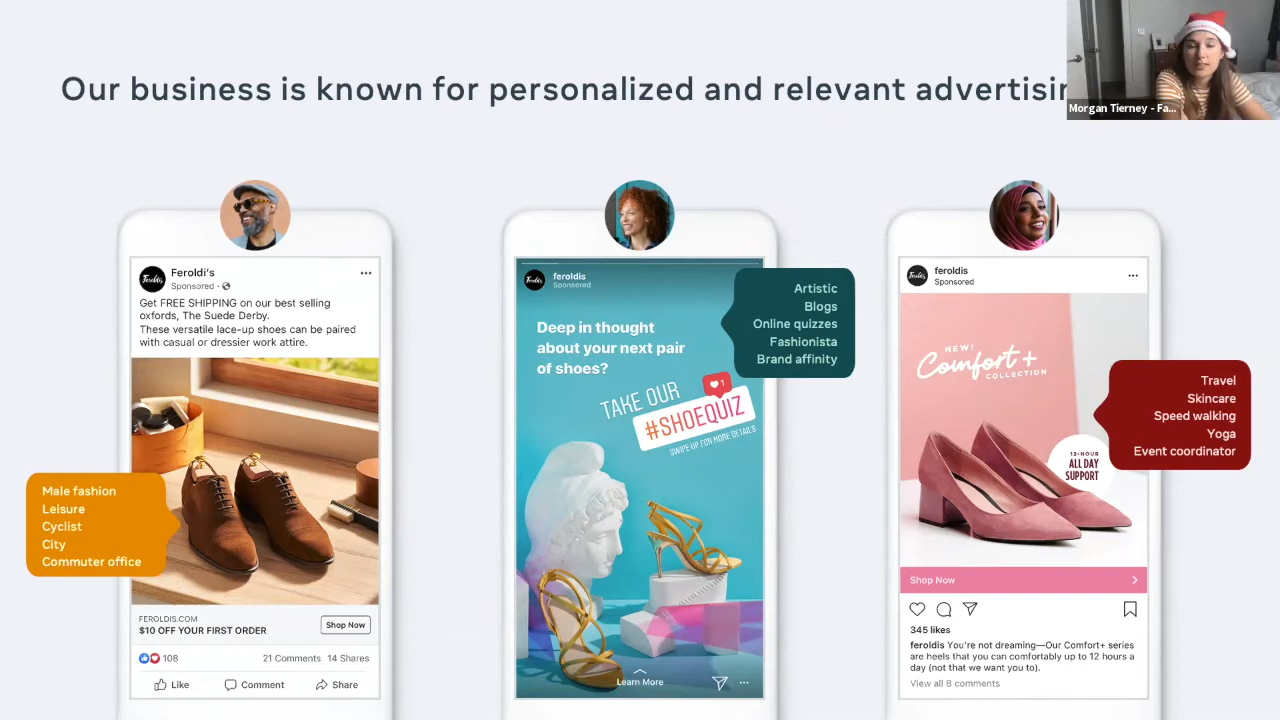 Our business is known for personalized and relevant
Morgan Tierney - Fa...
Feroldi's
Sponsored ·
Get FREE SHIPPING on our best selling
oxfords, The Suede Derby.
These versatile lace-up shoes can be paired
with casual or dressier work attire.
Male fashion
Leisure
Cyclist
City
Commuter office
FEROLDIS.COM
$10 OFF YOUR FIRST ORDER
Shop Now
108
21 Comments 14 Shares
Like
Comment
Share
feroldis
Sponsored
Deep in thought
about your next pair
of shoes?
TAKE OUR
1
#SHOEQUIZ
SWIPE UP FOR MORE DETAILS
Learn More
Artistic
Blogs
Online quizzes
Fashionista
Brand affinity
feroldis
Sponsored
NEW!
Comfort+
COLLECTION
12-HOUR
ALL DAY
SUPPORT
Travel
Skincare
Speed walking
Yoga
Event coordinator
Shop Now
345 likes
feroldis You're not dreaming—Our Comfort+ series
are heels that you can comfortably up to 12 hours a
day (not that we want you to).
View all 8 comments